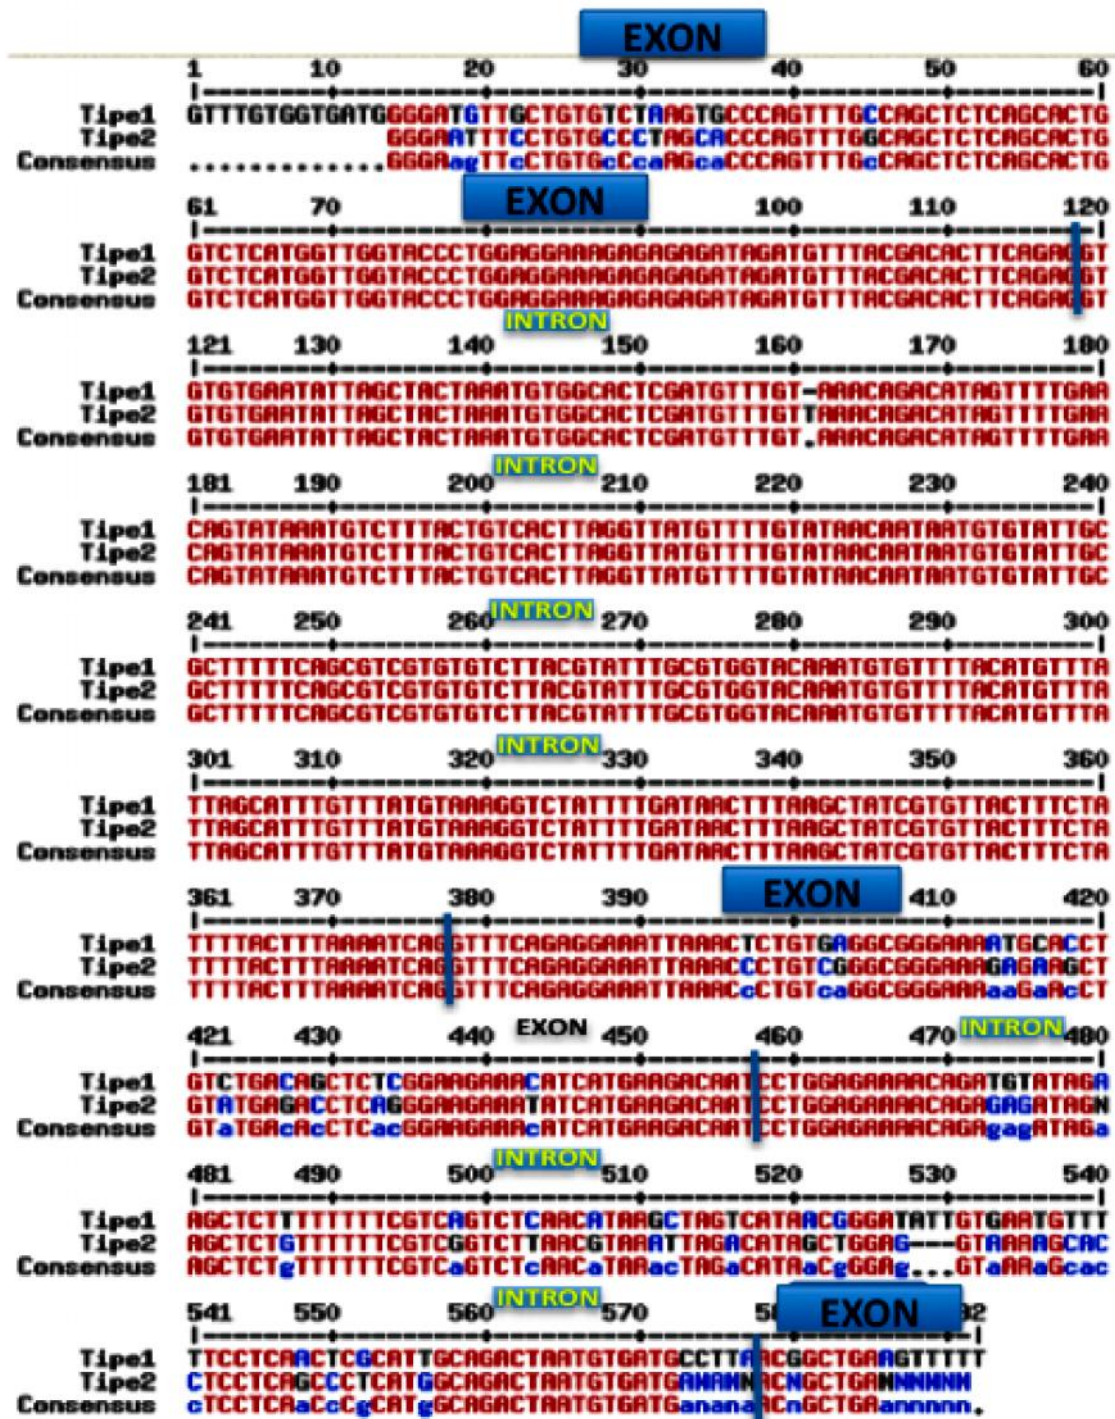 EXON
1 10 20 30 40 50 60
Tipe1 GTTTGTGGTGATGGGGATGTTGCTGTGTCTAAGTGCCCAGTTTGCCAGCTCTCAGCACTG
Tipe2 GGGAATTTCCTGTGCCCTAGCACCCAGTTTGGCAGCTCTCAGCACTG
Consensus .............GGGAagTTcCTGTGcCcaAGcaCCCAGTTTGcCAGCTCTCAGCACTG
61 70 EXON 100 110 120
Tipe1 GTCTCATGGTTGGTACCCTGGAGGAAAGAGAGAGATAGATGTTTACGACACTTCAGAGGT
Tipe2 GTCTCATGGTTGGTACCCTGGAGGAAAGAGAGAGATAGATGTTTACGACACTTCAGAGGT
Consensus GTCTCATGGTTGGTACCCTGGAGGAAAGAGAGAGATAGATGTTTACGACACTTCAGAGGT
INTRON
121 130 140 150 160 170 180
Tipe1 GTGTGAATATTAGCTACTAAATGTGGCACTCGATGTTTGT-AAACAGACATAGTTTTGAA
Tipe2 GTGTGAATATTAGCTACTAAATGTGGCACTCGATGTTTGTTAAACAGACATAGTTTTGAA
Consensus GTGTGAATATTAGCTACTAAATGTGGCACTCGATGTTTGT.AAACAGACATAGTTTTGAA
INTRON
181 190 200 210 220 230 240
Tipe1 CAGTATAAATGTCTTTACTGTCACTTAGGTTATGTTTTGTATAACAATAATGTGTATTGC
Tipe2 CAGTATAAATGTCTTTACTGTCACTTAGGTTATGTTTTGTATAACAATAATGTGTATTGC
Consensus CAGTATAAATGTCTTTACTGTCACTTAGGTTATGTTTTGTATAACAATAATGTGTATTGC
INTRON
241 250 260 270 280 290 300
Tipe1 GCTTTTTCAGCGTCGTGTGTCTTACGTATTTGCGTGGTACAAATGTGTTTTACATGTTTA
Tipe2 GCTTTTTCAGCGTCGTGTGTCTTACGTATTTGCGTGGTACAAATGTGTTTTACATGTTTA
Consensus GCTTTTTCAGCGTCGTGTGTCTTACGTATTTGCGTGGTACAAATGTGTTTTACATGTTTA
INTRON
301 310 320 330 340 350 360
Tipe1 TTAGCATTTGTTTATGTAAAGGTCTATTTTGATAACTTTAAGCTATCGTGTTACTTTCTA
Tipe2 TTAGCATTTGTTTATGTAAAGGTCTATTTTGATAACTTTAAGCTATCGTGTTACTTTCTA
Consensus TTAGCATTTGTTTATGTAAAGGTCTATTTTGATAACTTTAAGCTATCGTGTTACTTTCTA
361 370 380 390 EXON 410 420
Tipe1 TTTTACTTTAAAATCAGGTTTCAGAGGAAATTAAACTCTGTGAGGCGGGAAAATGCACCT
Tipe2 TTTTACTTTAAAATCAGGTTTCAGAGGAAATTAAACCCTGTCGGGCGGGAAAGAGAAGCT
Consensus TTTTACTTTAAAATCAGGTTTCAGAGGAAATTAAACcCTGTcaGGCGGGAAAaaGaAcCT
421 430 440 EXON 450 460 470 INTRON 480
Tipe1 GTCTGACAGCTCTCGGAAGAAACATCATGAAGACAATCCTGGAGAAAACAGATGTATAGA
Tipe2 GTATGAGACCTCAGGGAAGAAATATCATGAAGACAATCCTGGAGAAAACAGAGAGATAGN
Consensus GTaTGAcAcCTCacGGAAGAAAcATCATGAAGACAATCCTGGAGAAAACAGAgagATAGa
INTRON
481 490 500 510 520 530 540
Tipe1 AGCTCTTTTTTTTCGTCAGTCTCAACATAAGCTAGTCATAACGGGATATTGTGAATGTTT
Tipe2 AGCTCTGTTTTTTCGTCGGTCTTAACGTAAATTAGACATAGCTGGAG---GTAAAAGCAC
Consensus AGCTCTgTTTTTTCGTCaGTCTcAACaTAAacTAGaCATAaCgGGAg...GTaAAaGcac
INTRON
541 550 560 570 EXON
Tipe1 TTCCTCAACTCGCATTGCAGACTAATGTGATGCCTTAACGGCTGAAGTTTTT
Tipe2 CTCCTCAGCCCTCATGGCAGACTAATGTGATGANANNACNGCTGANNNNNN
Consensus cTCCTCAaCcCgCATgGCAGACTAATGTGATGananaACnGCTGAannnnn.